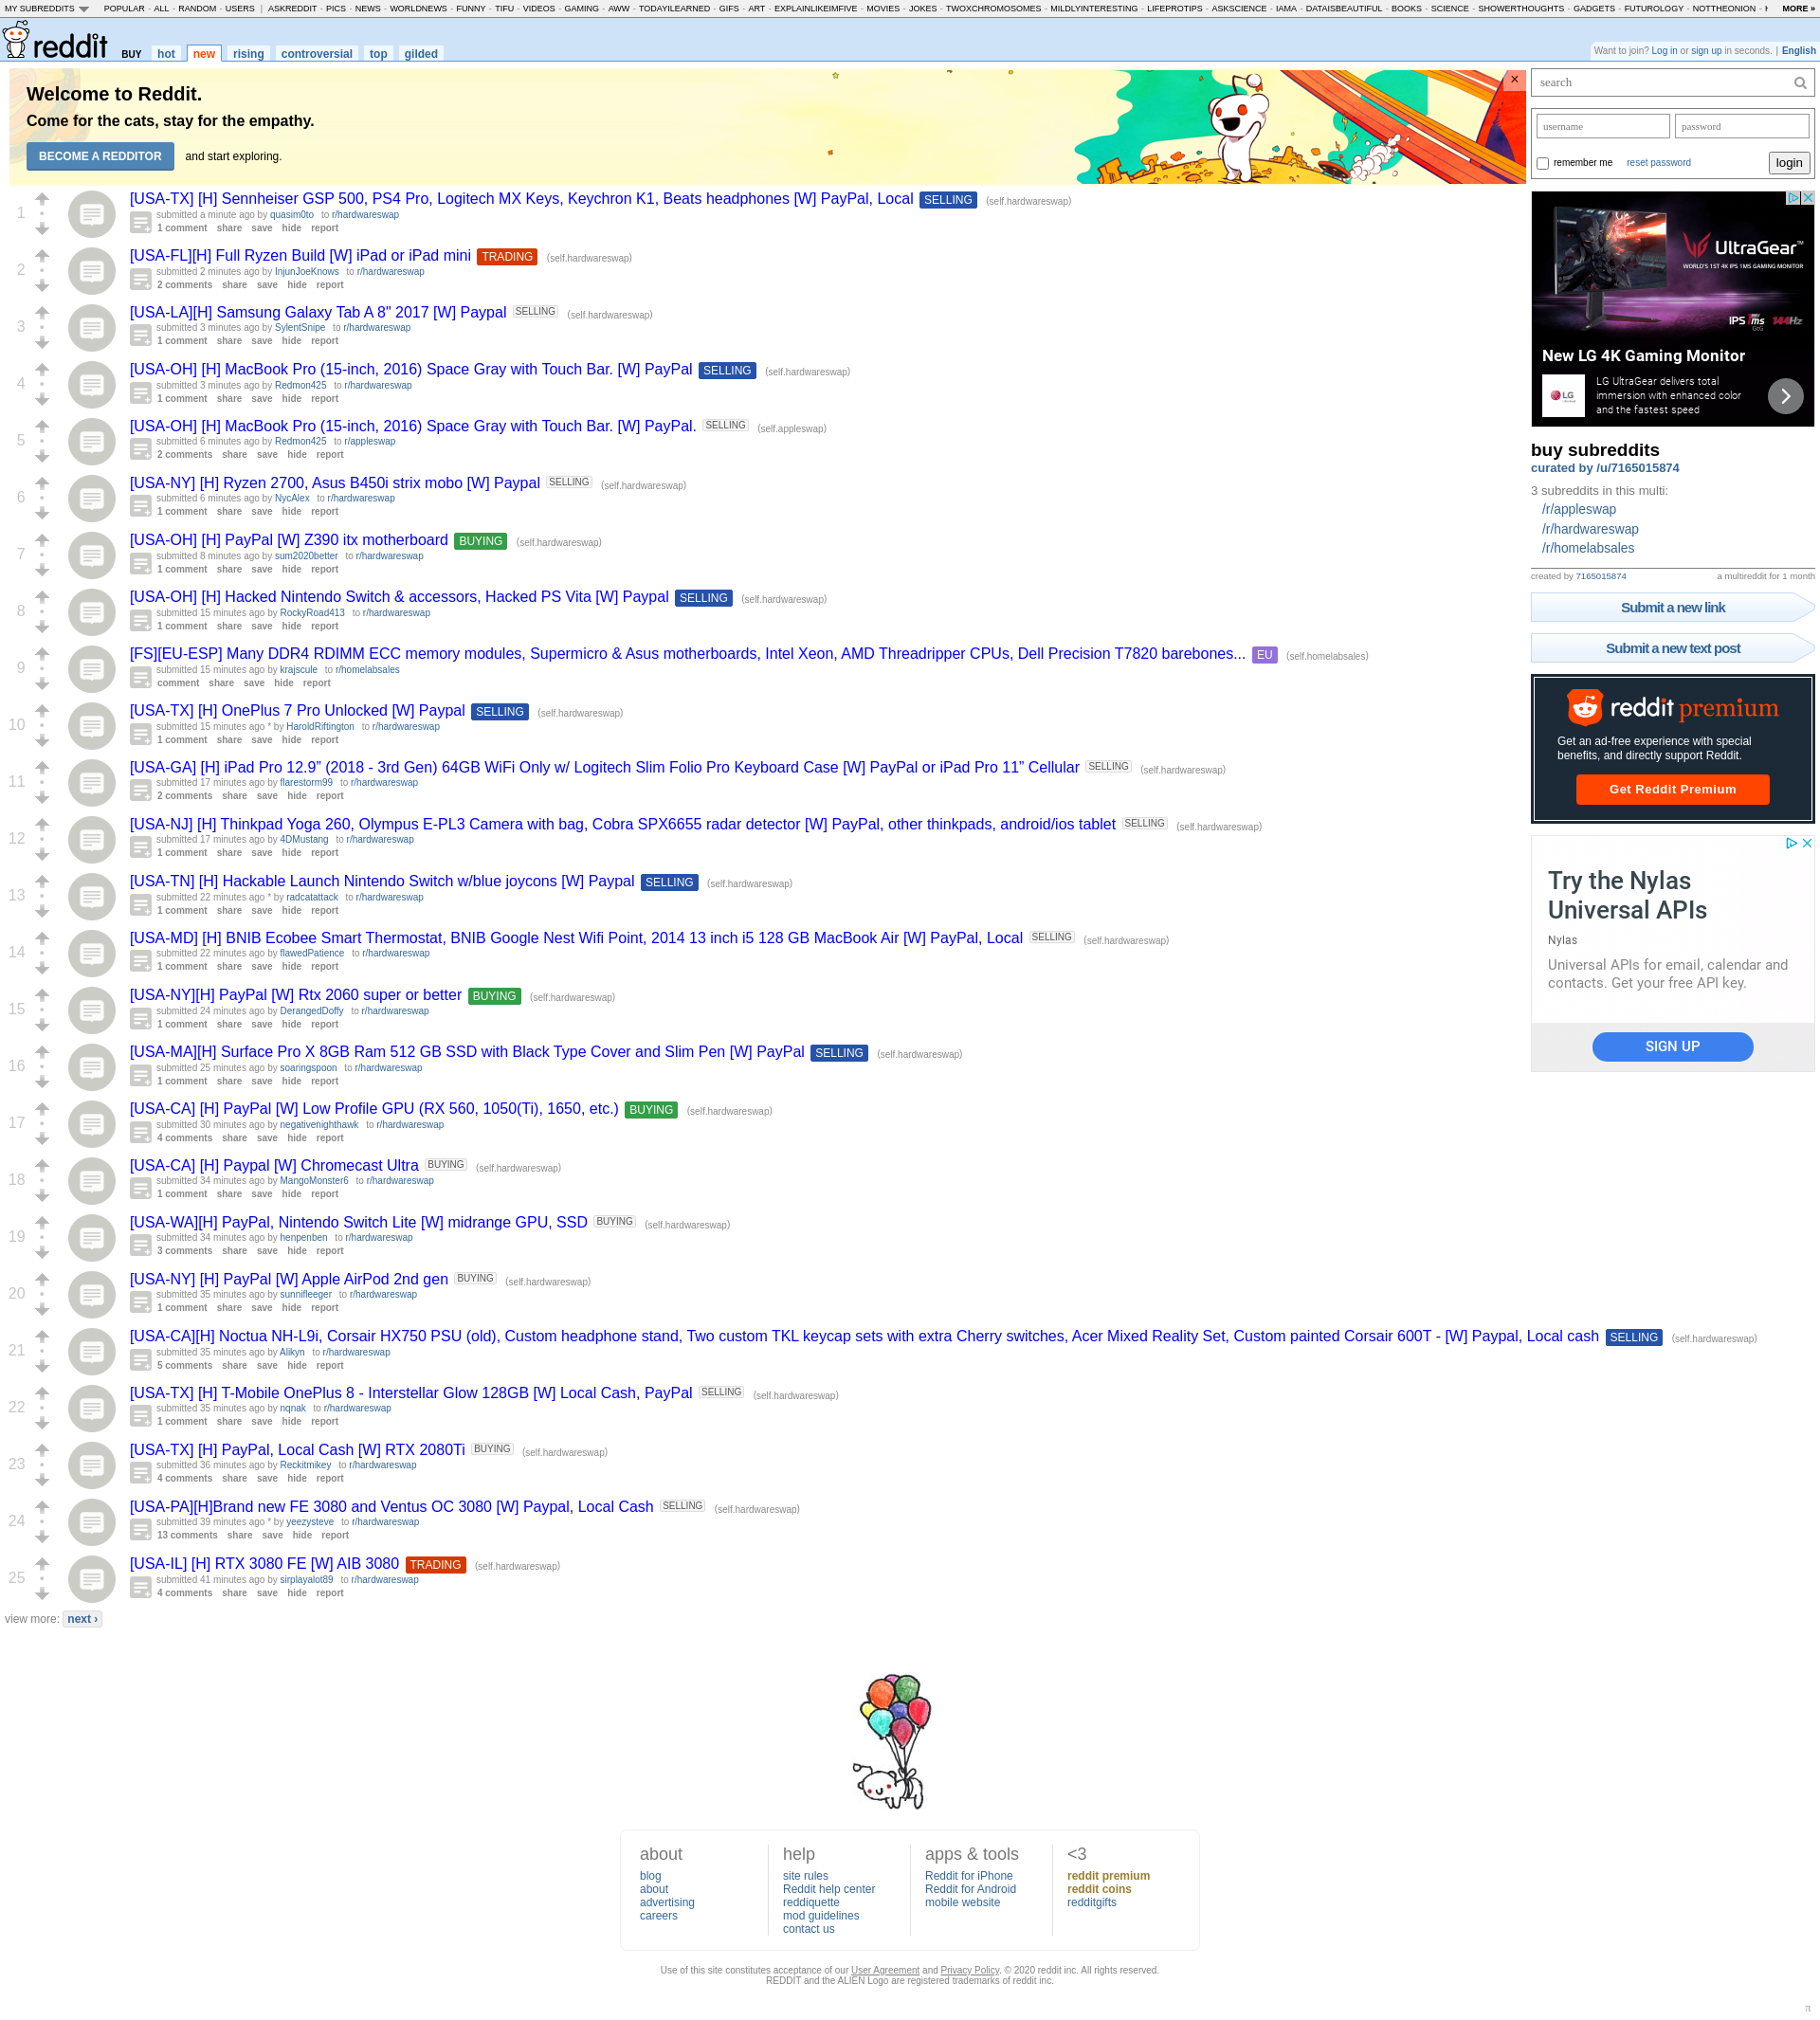 MY SUBREDDITS POPULAR - ALL - RANDOM - USERS | ASKREDDIT - PICS - NEWS - WORLDNEWS - FUNNY - TIFU - VIDEOS - GAMING - AWW - TODAYILEARNED - GIFS - ART - EXPLAINLIKEIMFIVE - MOVIES - JOKES - TWOXCHROMOSOMES - MILDLYINTERESTING - LIFEPROTIPS - ASKSCIENCE - IAMA - DATAISBEAUTIFUL - BOOKS - SCIENCE - SHOWERTHOUGHTS - GADGETS - FUTUROLOGY - NOTTHEONION - MORE »
reddit BUY hot new rising controversial top gilded
Want to join? Log in or sign up in seconds. | English
Welcome to Reddit.
Come for the cats, stay for the empathy.
BECOME A REDDITOR and start exploring.
×
1
[USA-TX] [H] Sennheiser GSP 500, PS4 Pro, Logitech MX Keys, Keychron K1, Beats headphones [W] PayPal, Local SELLING (self.hardwareswap)
submitted a minute ago by quasim0to to r/hardwareswap
1 comment share save hide report
2
[USA-FL][H] Full Ryzen Build [W] iPad or iPad mini TRADING (self.hardwareswap)
submitted 2 minutes ago by InjunJoeKnows to r/hardwareswap
2 comments share save hide report
3
[USA-LA][H] Samsung Galaxy Tab A 8" 2017 [W] Paypal SELLING (self.hardwareswap)
submitted 3 minutes ago by SylentSnipe to r/hardwareswap
1 comment share save hide report
4
[USA-OH] [H] MacBook Pro (15-inch, 2016) Space Gray with Touch Bar. [W] PayPal SELLING (self.hardwareswap)
submitted 3 minutes ago by Redmon425 to r/hardwareswap
1 comment share save hide report
5
[USA-OH] [H] MacBook Pro (15-inch, 2016) Space Gray with Touch Bar. [W] PayPal. SELLING (self.appleswap)
submitted 6 minutes ago by Redmon425 to r/appleswap
2 comments share save hide report
6
[USA-NY] [H] Ryzen 2700, Asus B450i strix mobo [W] Paypal SELLING (self.hardwareswap)
submitted 6 minutes ago by NycAlex to r/hardwareswap
1 comment share save hide report
7
[USA-OH] [H] PayPal [W] Z390 itx motherboard BUYING (self.hardwareswap)
submitted 8 minutes ago by sum2020better to r/hardwareswap
1 comment share save hide report
8
[USA-OH] [H] Hacked Nintendo Switch & accessors, Hacked PS Vita [W] Paypal SELLING (self.hardwareswap)
submitted 15 minutes ago by RockyRoad413 to r/hardwareswap
1 comment share save hide report
9
[FS][EU-ESP] Many DDR4 RDIMM ECC memory modules, Supermicro & Asus motherboards, Intel Xeon, AMD Threadripper CPUs, Dell Precision T7820 barebones... EU (self.homelabsales)
submitted 15 minutes ago by krajscule to r/homelabsales
comment share save hide report
10
[USA-TX] [H] OnePlus 7 Pro Unlocked [W] Paypal SELLING (self.hardwareswap)
submitted 15 minutes ago * by HaroldRiftington to r/hardwareswap
1 comment share save hide report
11
[USA-GA] [H] iPad Pro 12.9” (2018 - 3rd Gen) 64GB WiFi Only w/ Logitech Slim Folio Pro Keyboard Case [W] PayPal or iPad Pro 11” Cellular SELLING (self.hardwareswap)
submitted 17 minutes ago by flarestorm99 to r/hardwareswap
2 comments share save hide report
12
[USA-NJ] [H] Thinkpad Yoga 260, Olympus E-PL3 Camera with bag, Cobra SPX6655 radar detector [W] PayPal, other thinkpads, android/ios tablet SELLING (self.hardwareswap)
submitted 17 minutes ago by 4DMustang to r/hardwareswap
1 comment share save hide report
13
[USA-TN] [H] Hackable Launch Nintendo Switch w/blue joycons [W] Paypal SELLING (self.hardwareswap)
submitted 22 minutes ago * by radcatattack to r/hardwareswap
1 comment share save hide report
14
[USA-MD] [H] BNIB Ecobee Smart Thermostat, BNIB Google Nest Wifi Point, 2014 13 inch i5 128 GB MacBook Air [W] PayPal, Local SELLING (self.hardwareswap)
submitted 22 minutes ago by flawedPatience to r/hardwareswap
1 comment share save hide report
15
[USA-NY][H] PayPal [W] Rtx 2060 super or better BUYING (self.hardwareswap)
submitted 24 minutes ago by DerangedDoffy to r/hardwareswap
1 comment share save hide report
16
[USA-MA][H] Surface Pro X 8GB Ram 512 GB SSD with Black Type Cover and Slim Pen [W] PayPal SELLING (self.hardwareswap)
submitted 25 minutes ago by soaringspoon to r/hardwareswap
1 comment share save hide report
17
[USA-CA] [H] PayPal [W] Low Profile GPU (RX 560, 1050(Ti), 1650, etc.) BUYING (self.hardwareswap)
submitted 30 minutes ago by negativenighthawk to r/hardwareswap
4 comments share save hide report
18
[USA-CA] [H] Paypal [W] Chromecast Ultra BUYING (self.hardwareswap)
submitted 34 minutes ago by MangoMonster6 to r/hardwareswap
1 comment share save hide report
19
[USA-WA][H] PayPal, Nintendo Switch Lite [W] midrange GPU, SSD BUYING (self.hardwareswap)
submitted 34 minutes ago by henpenben to r/hardwareswap
3 comments share save hide report
20
[USA-NY] [H] PayPal [W] Apple AirPod 2nd gen BUYING (self.hardwareswap)
submitted 35 minutes ago by sunnifleeger to r/hardwareswap
1 comment share save hide report
21
[USA-CA][H] Noctua NH-L9i, Corsair HX750 PSU (old), Custom headphone stand, Two custom TKL keycap sets with extra Cherry switches, Acer Mixed Reality Set, Custom painted Corsair 600T - [W] Paypal, Local cash SELLING (self.hardwareswap)
submitted 35 minutes ago by Alikyn to r/hardwareswap
5 comments share save hide report
22
[USA-TX] [H] T-Mobile OnePlus 8 - Interstellar Glow 128GB [W] Local Cash, PayPal SELLING (self.hardwareswap)
submitted 35 minutes ago by nqnak to r/hardwareswap
1 comment share save hide report
23
[USA-TX] [H] PayPal, Local Cash [W] RTX 2080Ti BUYING (self.hardwareswap)
submitted 36 minutes ago by Reckitmikey to r/hardwareswap
4 comments share save hide report
24
[USA-PA][H]Brand new FE 3080 and Ventus OC 3080 [W] Paypal, Local Cash SELLING (self.hardwareswap)
submitted 39 minutes ago * by yeezysteve to r/hardwareswap
13 comments share save hide report
25
[USA-IL] [H] RTX 3080 FE [W] AIB 3080 TRADING (self.hardwareswap)
submitted 41 minutes ago by sirplayalot89 to r/hardwareswap
4 comments share save hide report
view more: next ›
search
username password
remember me reset password login
UltraGear™
WORLD'S 1ST 4K IPS 1MS GAMING MONITOR
IPS 1ms GtG 144Hz
New LG 4K Gaming Monitor
LG
LG UltraGear delivers total
immersion with enhanced color
and the fastest speed
buy subreddits
curated by /u/7165015874
3 subreddits in this multi:
/r/appleswap
/r/hardwareswap
/r/homelabsales
created by 7165015874 a multireddit for 1 month
Submit a new link
Submit a new text post
reddit premium
Get an ad-free experience with special
benefits, and directly support Reddit.
Get Reddit Premium
Try the Nylas
Universal APIs
Nylas
Universal APIs for email, calendar and
contacts. Get your free API key.
SIGN UP
about
blog
about
advertising
careers
help
site rules
Reddit help center
reddiquette
mod guidelines
contact us
apps & tools
Reddit for iPhone
Reddit for Android
mobile website
<3
reddit premium
reddit coins
redditgifts
Use of this site constitutes acceptance of our User Agreement and Privacy Policy. © 2020 reddit inc. All rights reserved.
REDDIT and the ALIEN Logo are registered trademarks of reddit inc.
π